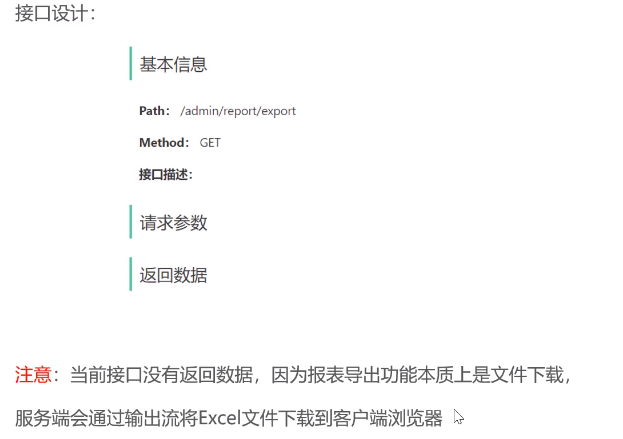 接口设计：
基本信息
Path： /admin/report/export
Method： GET
接口描述：
请求参数
返回数据
注意：当前接口没有返回数据，因为报表导出功能本质上是文件下载，
服务端会通过输出流将Excel文件下载到客户端浏览器